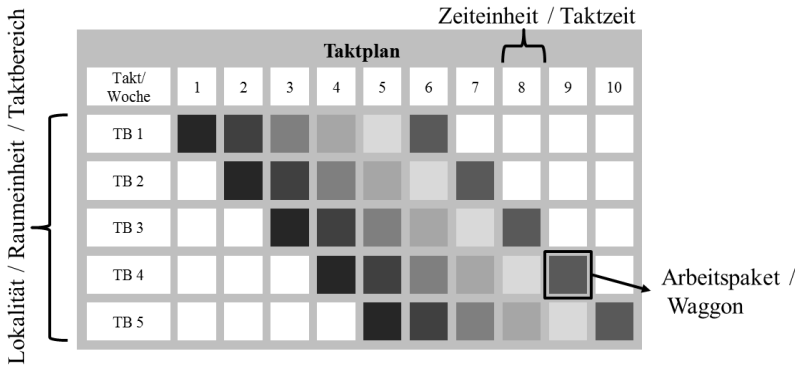 Zeiteinheit / Taktzeit
Taktplan
Takt/
Woche 1 2 3 4 5 6 7 8 9 10
TB 1
TB 2
TB 3
TB 4
TB 5
Lokalität / Raumeinheit / Taktbereich
Arbeitspaket /
Waggon